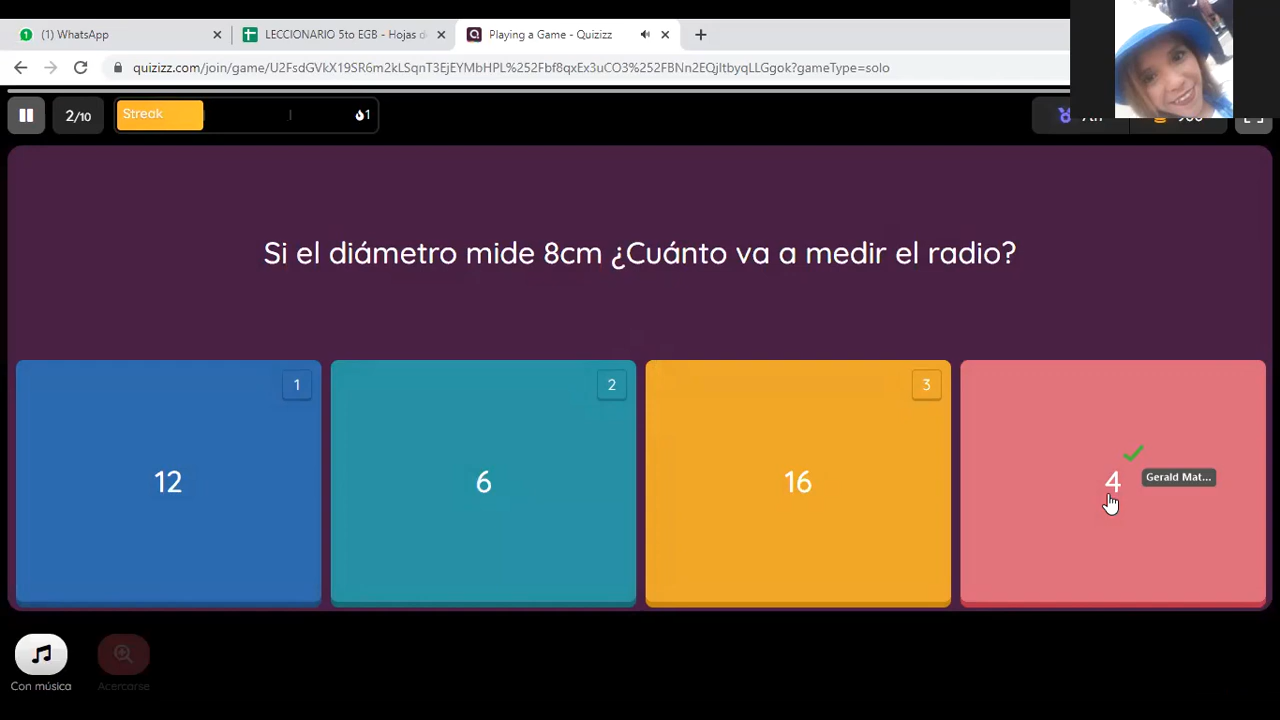 (1) WhatsApp
LECCIONARIO 5to EGB - Hojas d
Playing a Game - Quizizz
quizizz.com/join/game/U2FsdGVkX19SR6m2kLSqnT3EjEYMbHPL%252Fbf8qxEx3uCO3%252FBNn2EQjItbyqLLGgok?gameType=solo
2/10
Streak
1
Si el diámetro mide 8cm ¿Cuánto va a medir el radio?
1
2
3
12
6
16
4
Gerald Mat...
Con música
Acercarse